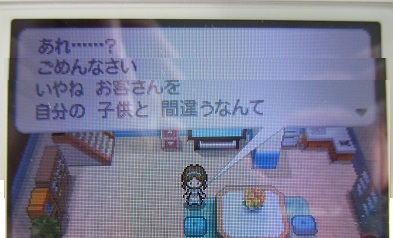 あれ……？
ごめんなさい
いやね　お客さんを
自分の　子供と　間違うなんて